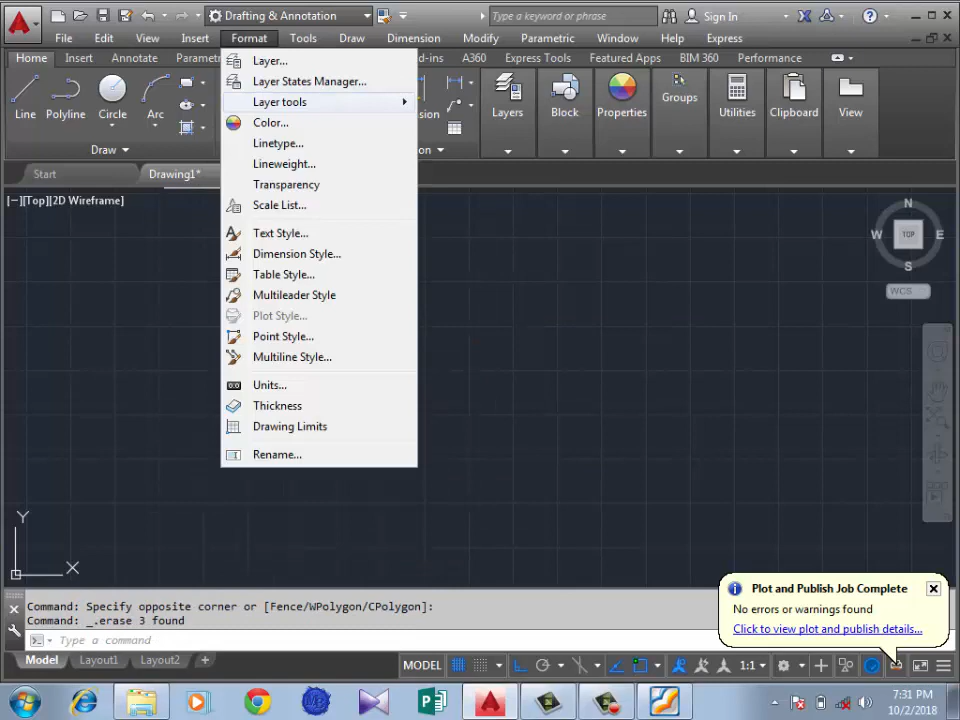 Drafting & Annotation
Type a keyword or phrase
Sign In
File Edit View Insert Format Tools Draw Dimension Modify Parametric Window Help Express
Home Insert Annotate Paramet
d-ins A360 Express Tools Featured Apps BIM 360 Performance
Line Polyline Circle Arc
Layers Block Properties Groups Utilities Clipboard View
Draw
Start Drawing1*
[−][Top][2D Wireframe]
Layer...
Layer States Manager...
Layer tools
Color...
Linetype...
Lineweight...
Transparency
Scale List...
Text Style...
Dimension Style...
Table Style...
Multileader Style
Plot Style...
Point Style...
Multiline Style...
Units...
Thickness
Drawing Limits
Rename...
N
W TOP E
S
WCS
Y
X
Command: Specify opposite corner or [Fence/WPolygon/CPolygon]:
Command: _.erase 3 found
Type a command
Plot and Publish Job Complete
No errors or warnings found
Click to view plot and publish details...
Model Layout1 Layout2 +
MODEL 1:1
7:31 PM
10/2/2018